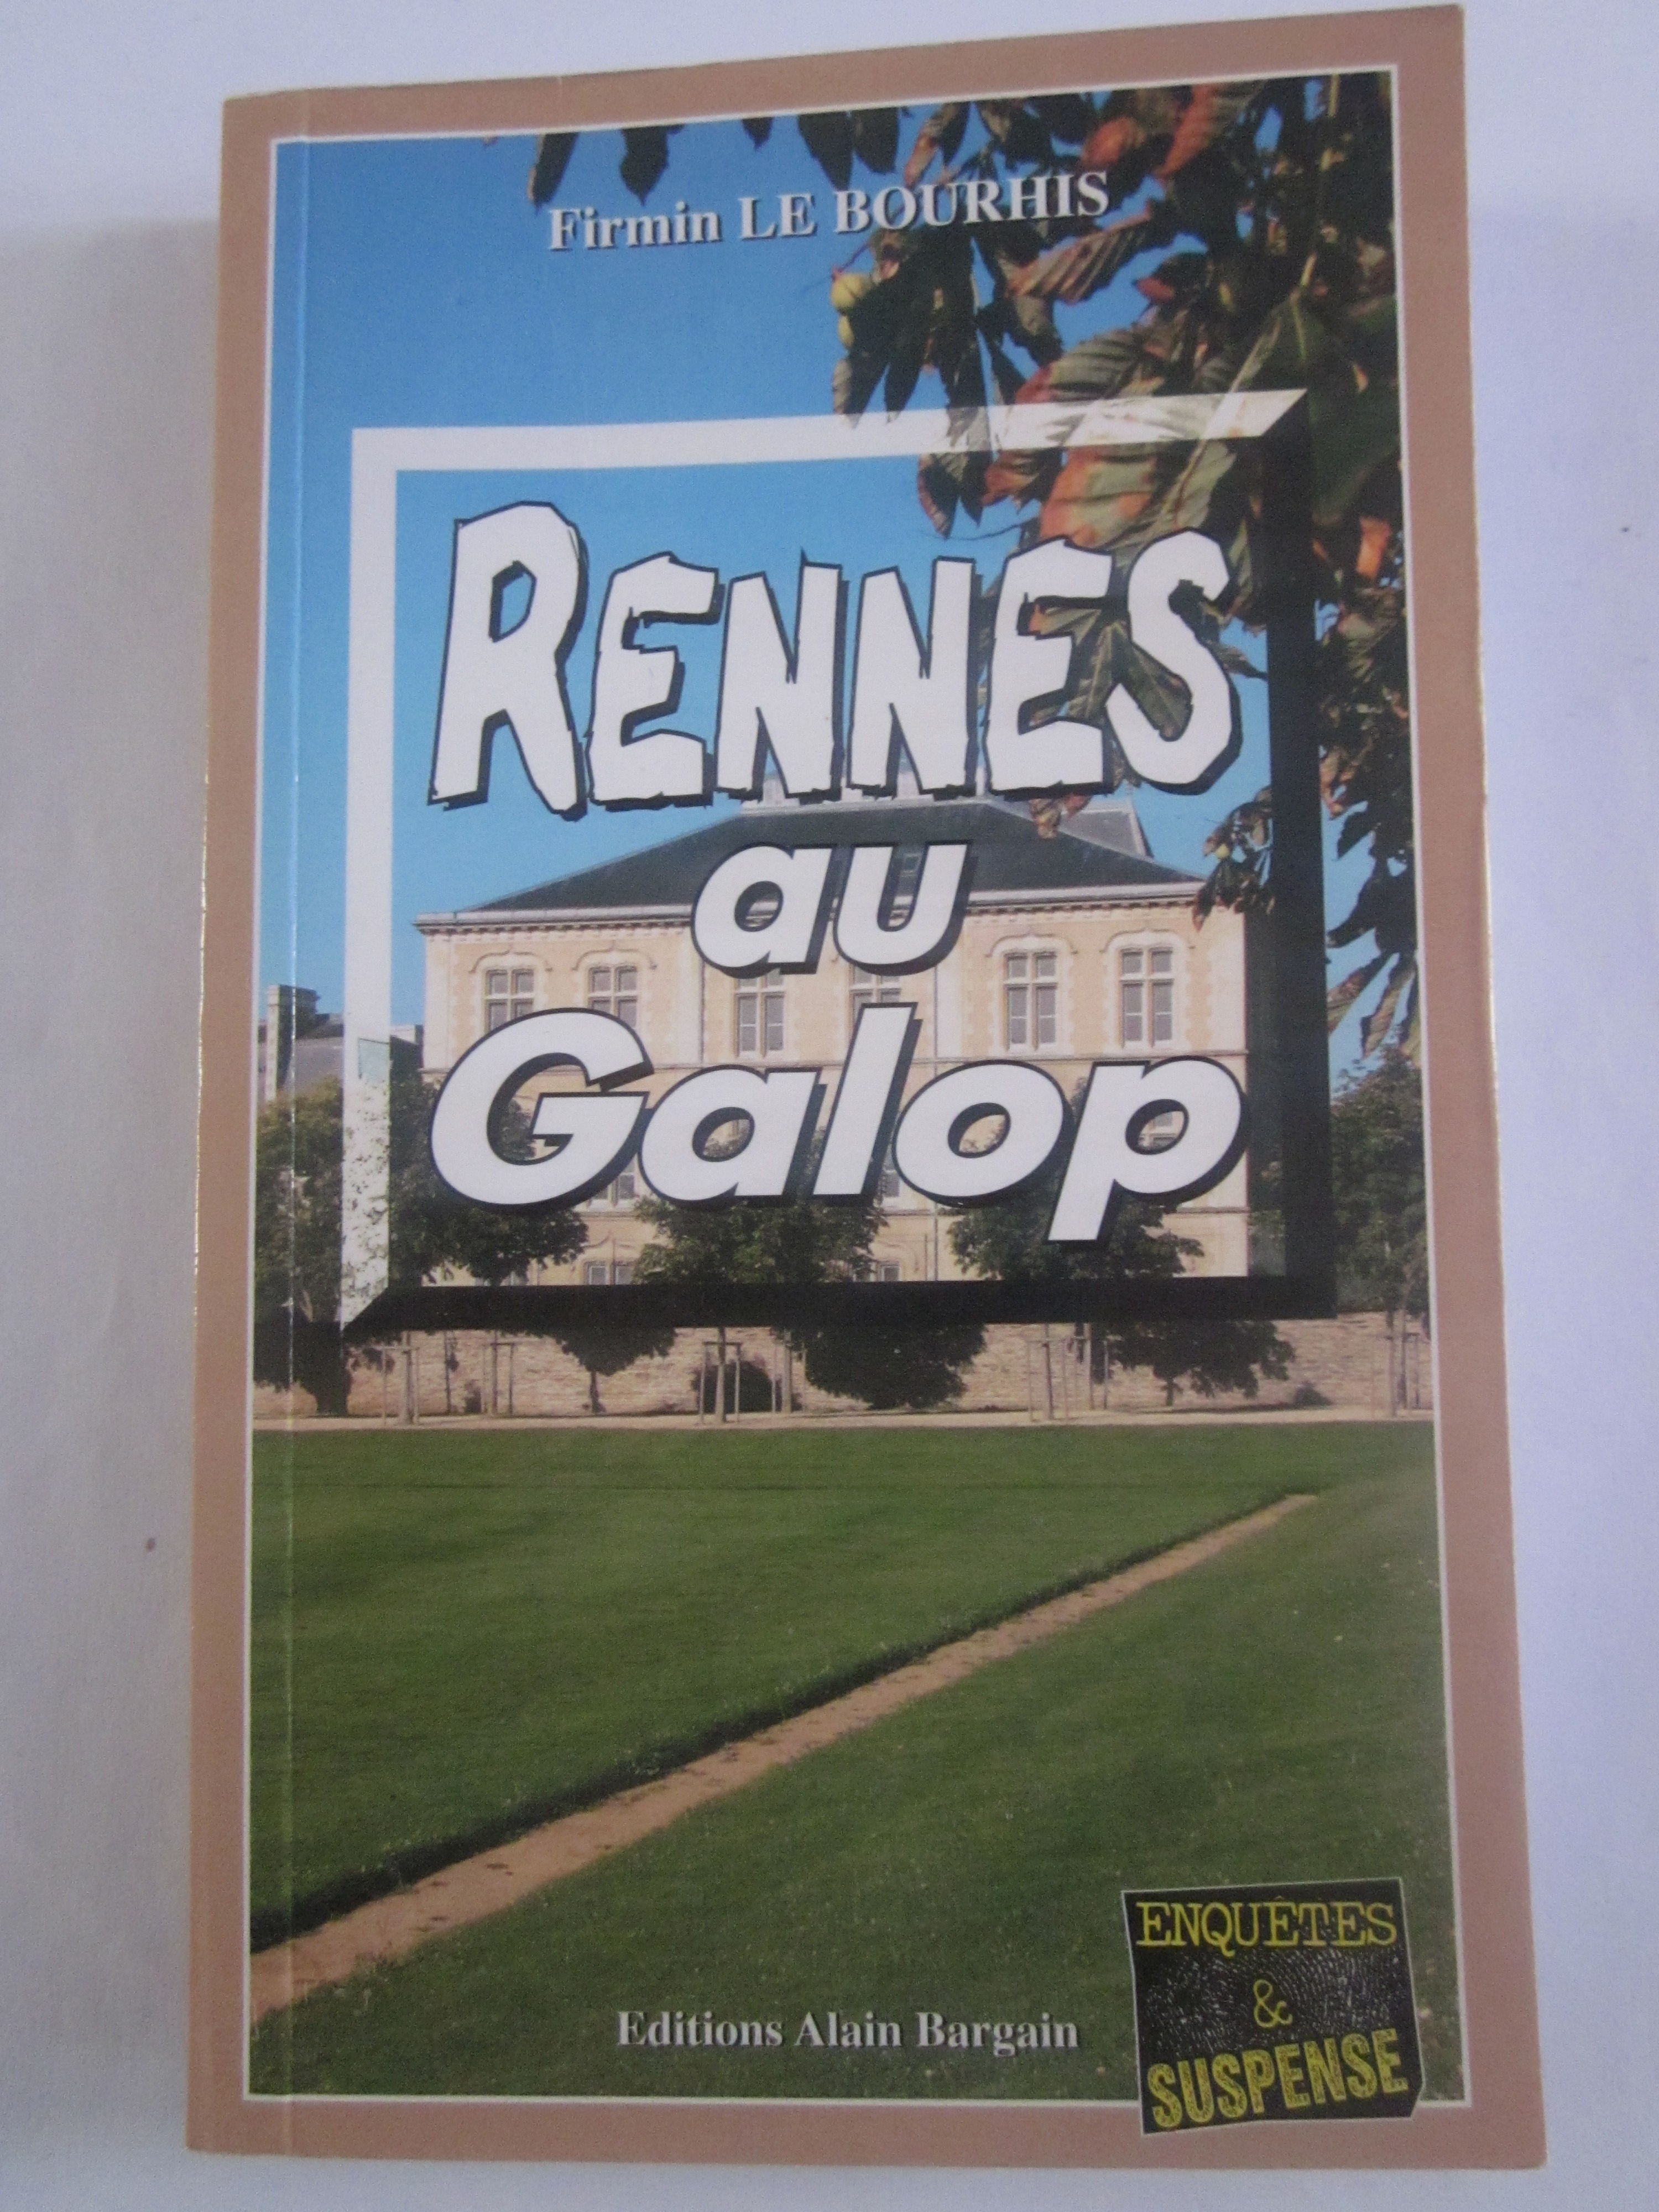 Firmin LE BOURHIS
RENNES
au
Galop
Editions Alain Bargain
ENQUÊTES
&
SUSPENSE